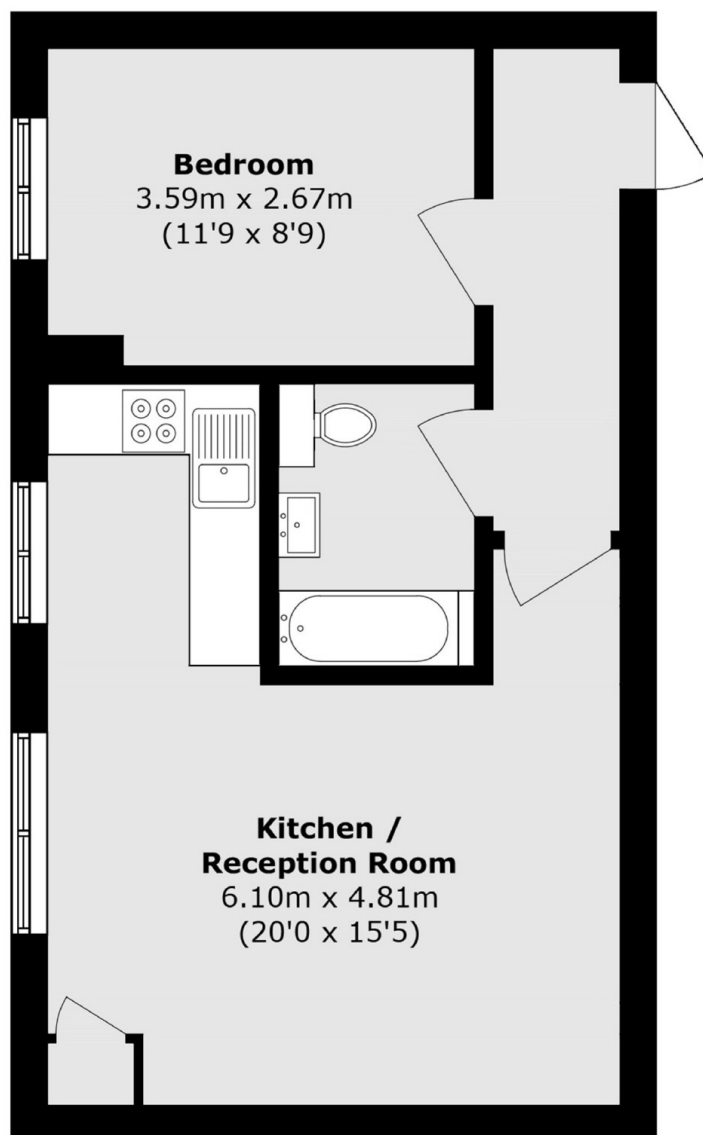 Bedroom
3.59m x 2.67m
(11'9 x 8'9)
Kitchen /
Reception Room
6.10m x 4.81m
(20'0 x 15'5)